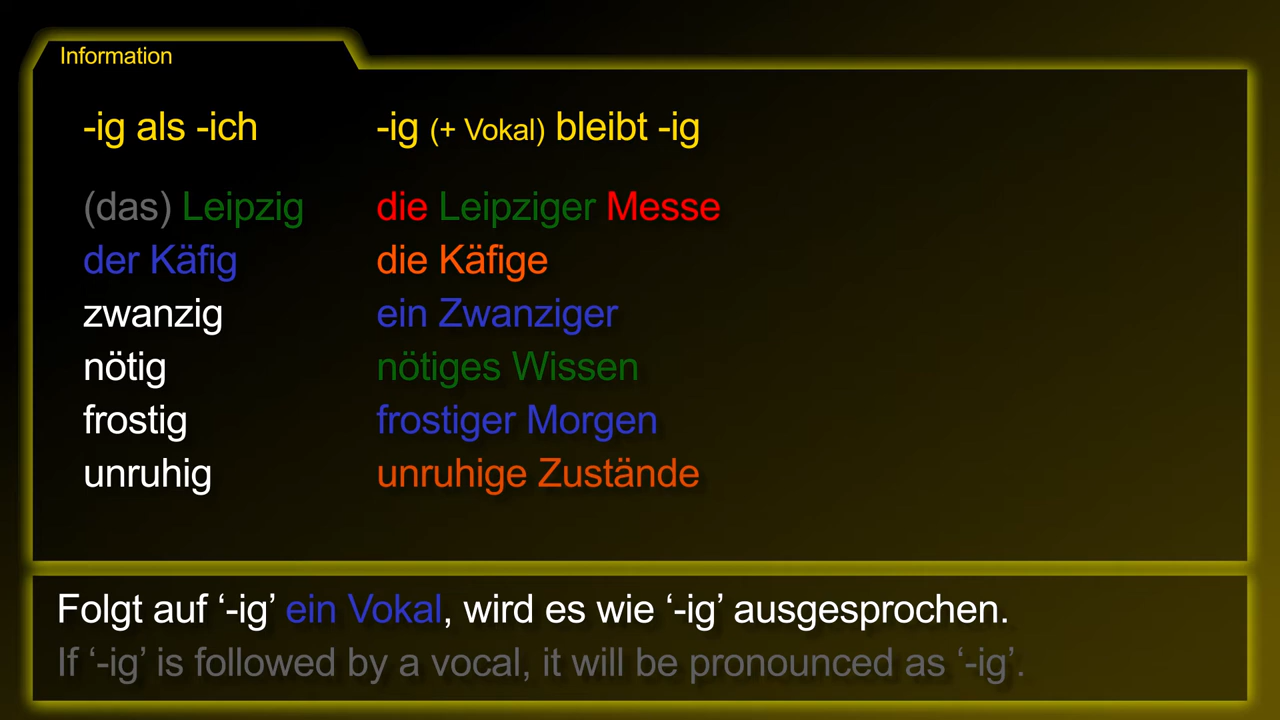 Information
-ig als -ich
-ig (+ Vokal) bleibt -ig
(das) Leipzig
die Leipziger Messe
der Käfig
die Käfige
zwanzig
ein Zwanziger
nötig
nötiges Wissen
frostig
frostiger Morgen
unruhig
unruhige Zustände
Folgt auf ‘-ig’ ein Vokal, wird es wie ‘-ig’ ausgesprochen.
If ‘-ig’ is followed by a vocal, it will be pronounced as ‘-ig’.